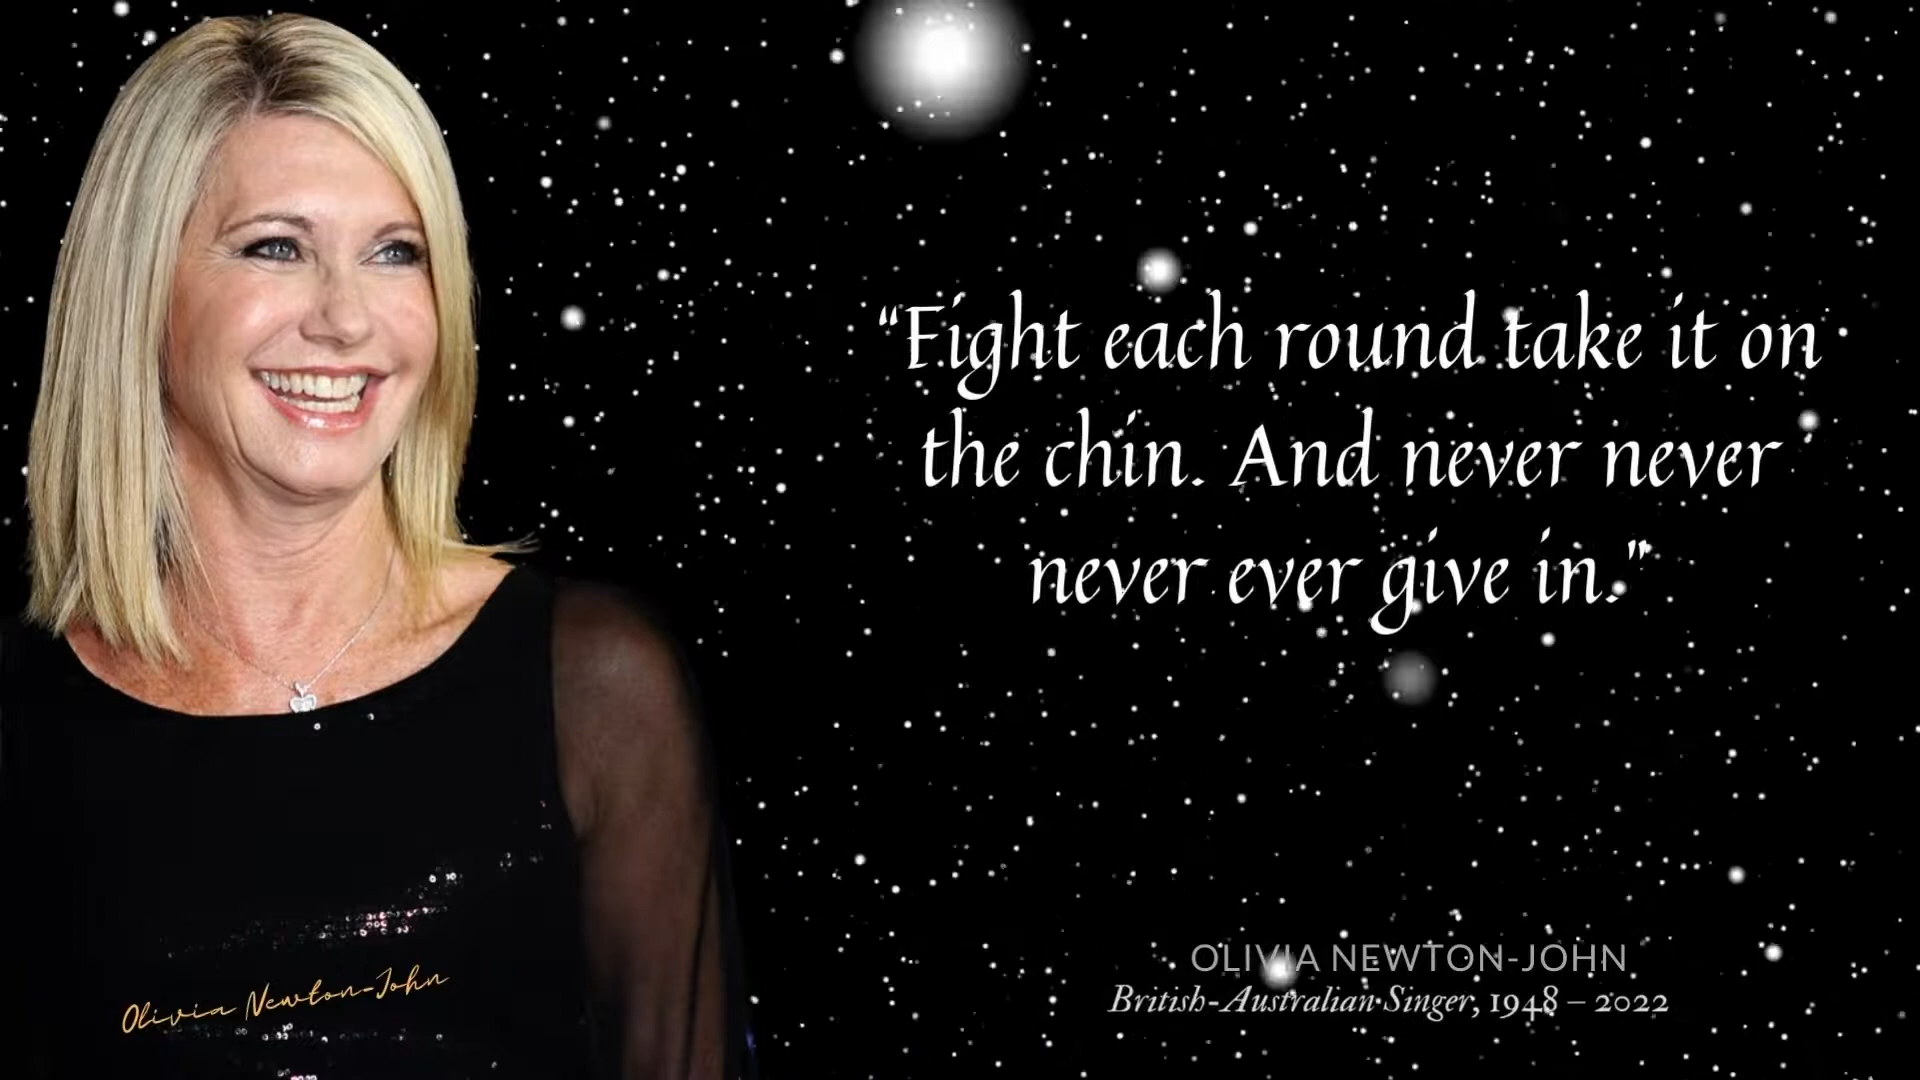 “Fight each round take it on
the chin. And never never
never ever give in.”
OLIVIA NEWTON-JOHN
British-Australian Singer, 1948 – 2022
Olivia Newton-John